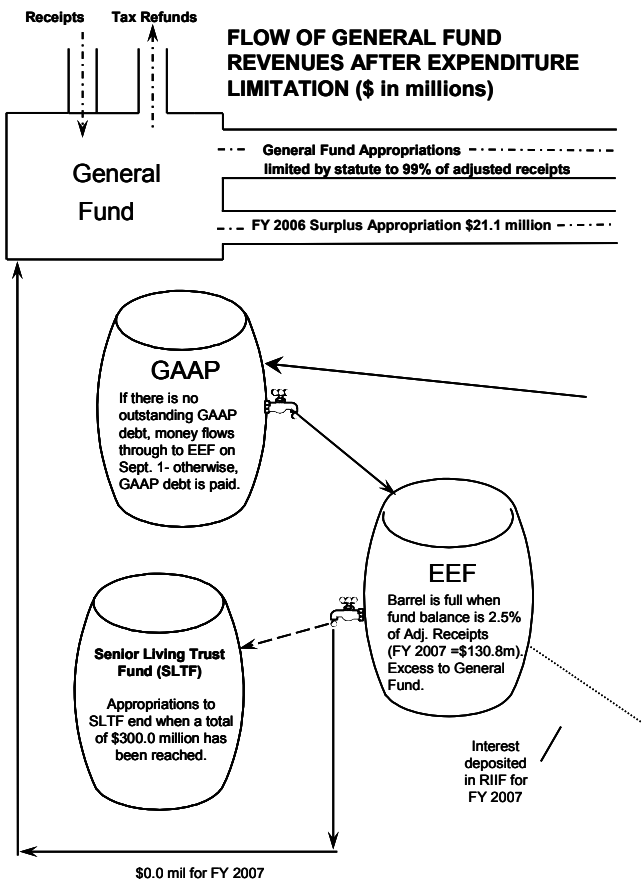 Receipts
Tax Refunds
FLOW OF GENERAL FUND
REVENUES AFTER EXPENDITURE
LIMITATION ($ in millions)
General
Fund
General Fund Appropriations
limited by statute to 99% of adjusted receipts
FY 2006 Surplus Appropriation $21.1 million
GAAP
If there is no
outstanding GAAP
debt, money flows
through to EEF on
Sept. 1- otherwise,
GAAP debt is paid.
EEF
Barrel is full when
fund balance is 2.5%
of Adj. Receipts
(FY 2007 =$130.8m).
Excess to General
Fund.
Senior Living Trust
Fund (SLTF)
Appropriations to
SLTF end when a total
of $300.0 million has
been reached.
Interest
deposited
in RIIF for
FY 2007
$0.0 mil for FY 2007